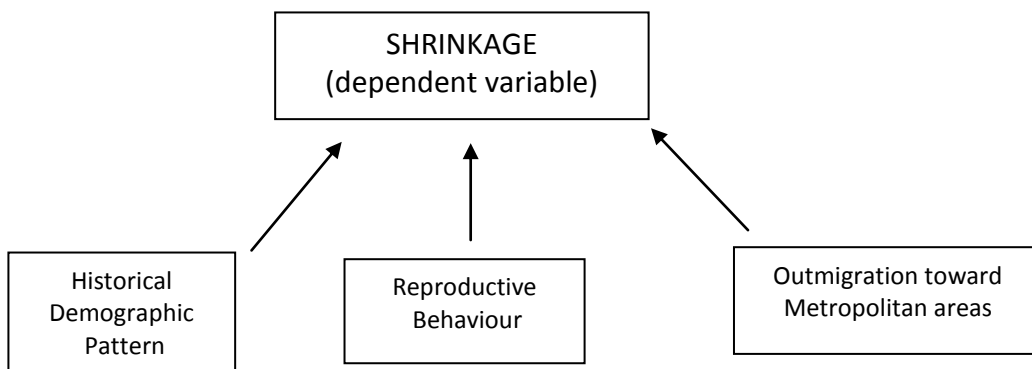 SHRINKAGE
(dependent variable)
Historical
Demographic
Pattern
Reproductive
Behaviour
Outmigration toward
Metropolitan areas